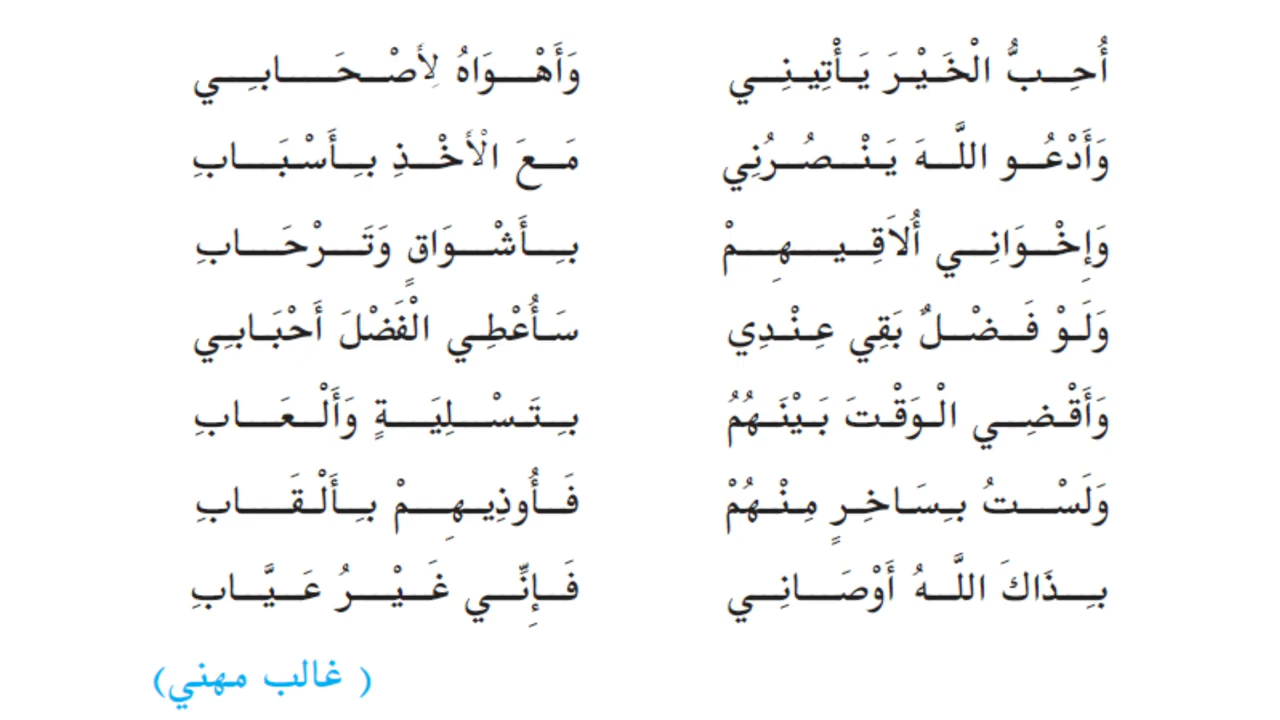 أُحِبُّ الْخَيْرَ يَأْتِينِي وَأَهْوَاهُ لِأَصْحَابِي
وَأَدْعُو اللَّهَ يَنْصُرُنِي مَعَ الْأَخْذِ بِأَسْبَابِ
وَإِخْوَانِي أُلاَقِيهِمْ بِأَشْوَاقٍ وَتَرْحَابِ
وَلَوْ فَضْلٌ بَقِي عِنْدِي سَأُعْطِي الْفَضْلَ أَحْبَابِي
وَأَقْضِي الْوَقْتَ بَيْنَهُمُ بِتَسْلِيَةٍ وَأَلْعَابِ
وَلَسْتُ بِسَاخِرٍ مِنْهُمْ فَأُوذِيهِمْ بِأَلْقَابِ
بِذَاكَ اللَّهُ أَوْصَانِي فَإِنِّي غَيْرُ عَيَّابِ
( غالب مهني)